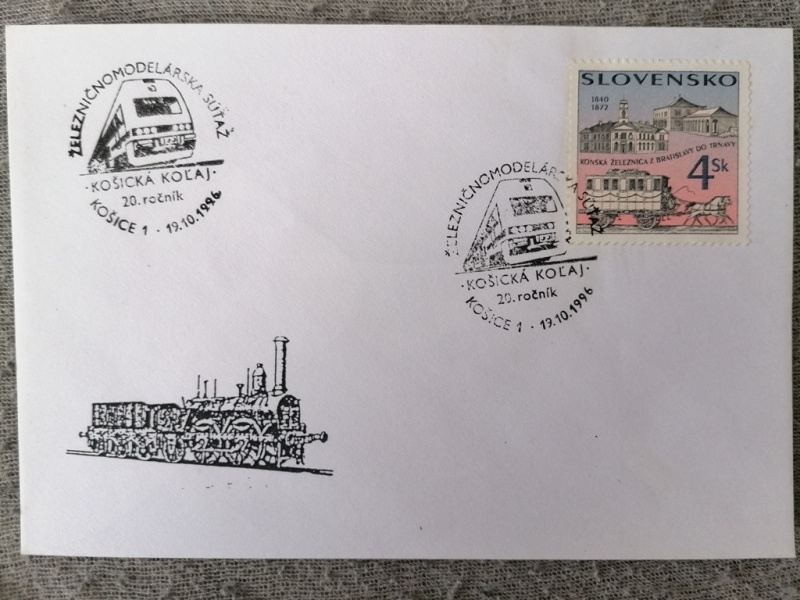 ŽELEZNIČNOMODELÁRSKA SÚŤAŽ
· KOŠICKÁ KOĽAJ ·
20. ročník
KOŠICE 1 · 19.10.1996
SLOVENSKO
1840
1872
KONSKÁ ŽELEZNICA Z BRATISLAVY DO TRNAVY
4 Sk
ŽELEZNIČNOMODELÁRSKA SÚŤAŽ
· KOŠICKÁ KOĽAJ ·
20. ročník
KOŠICE 1 · 19.10.1996